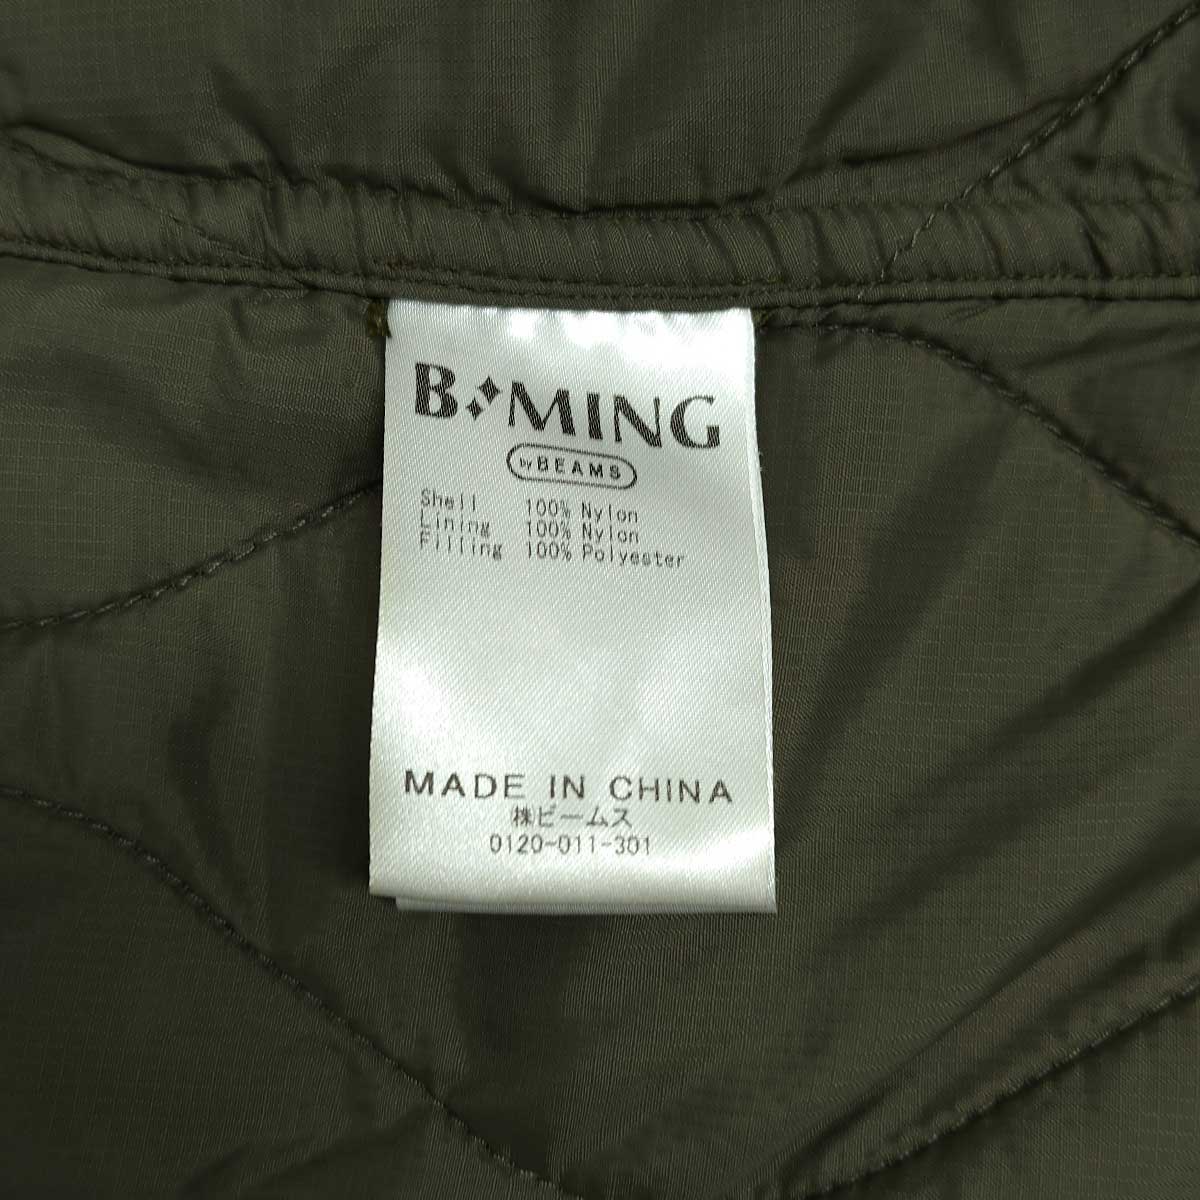 B MING
by BEAMS
Shell 100% Nylon
Lining 100% Nylon
Filling 100% Polyester
MADE IN CHINA
㈱ビームス
0120-011-301